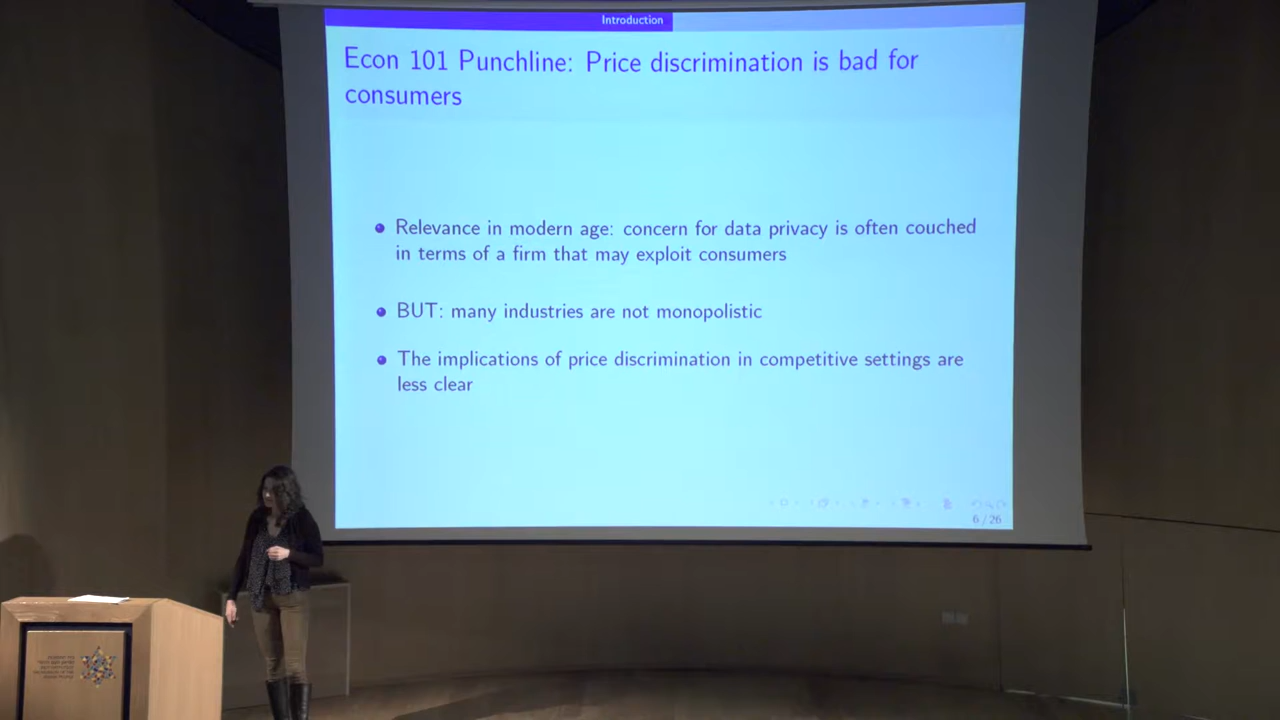 Introduction
Econ 101 Punchline: Price discrimination is bad for
consumers
Relevance in modern age: concern for data privacy is often couched
in terms of a firm that may exploit consumers
BUT: many industries are not monopolistic
The implications of price discrimination in competitive settings are
less clear
6 / 26